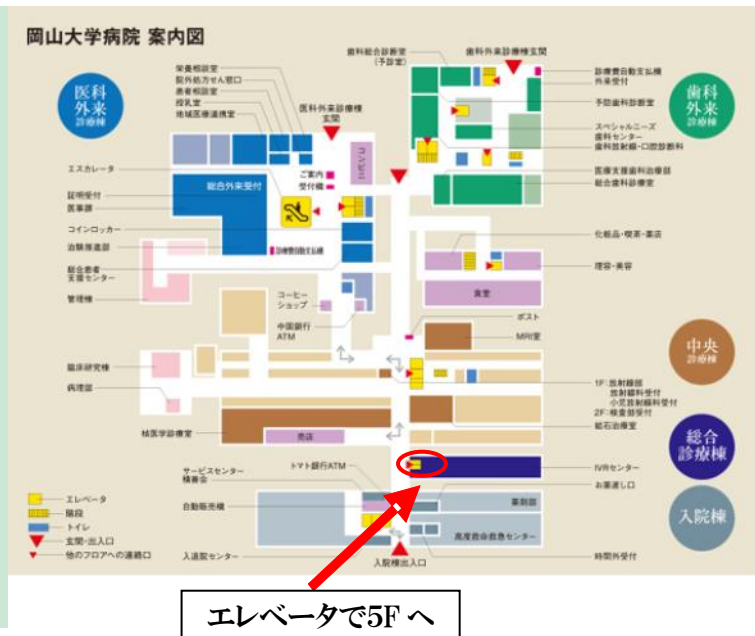 岡山大学病院 案内図
歯科総合診断室
(予診室)
歯科外来診療棟玄関
栄養相談室
院外処方せん窓口
患者相談室
授乳室
地域医療連携室
医科外来診療棟
玄関
診療費自動支払機
外来受付
医科
外来
診療棟
歯科
外来
診療棟
予防歯科診断室
スペシャルニーズ
歯科センター
歯科放射線・口腔診断科
コンビニ
エスカレータ
ご案内
受付機
医療支援歯科治療部
総合歯科診療室
総合外来受付
証明受付
医事課
コインロッカー
治験推進部
診療費自動支払機
化粧品・喫茶・薬店
総合患者
支援センター
理容・美容
管理棟
コーヒー
ショップ
食堂
中国銀行
ATM
ポスト
MRI室
中央
診療棟
臨床研究棟
病理部
1F:放射線部
放射線科受付
小児放射線科受付
2F:検査部受付
結石治療室
核医学診療室
売店
総合
診療棟
サービスセンター
積善会
トマト銀行ATM
IVRセンター
お薬渡し口
自動販売機
薬剤部
入院棟
エレベータ
階段
トイレ
玄関・出入口
他のフロアへの連絡口
高度救命救急センター
入退院センター
入院棟出入口
時間外受付
エレベータで5Fへ